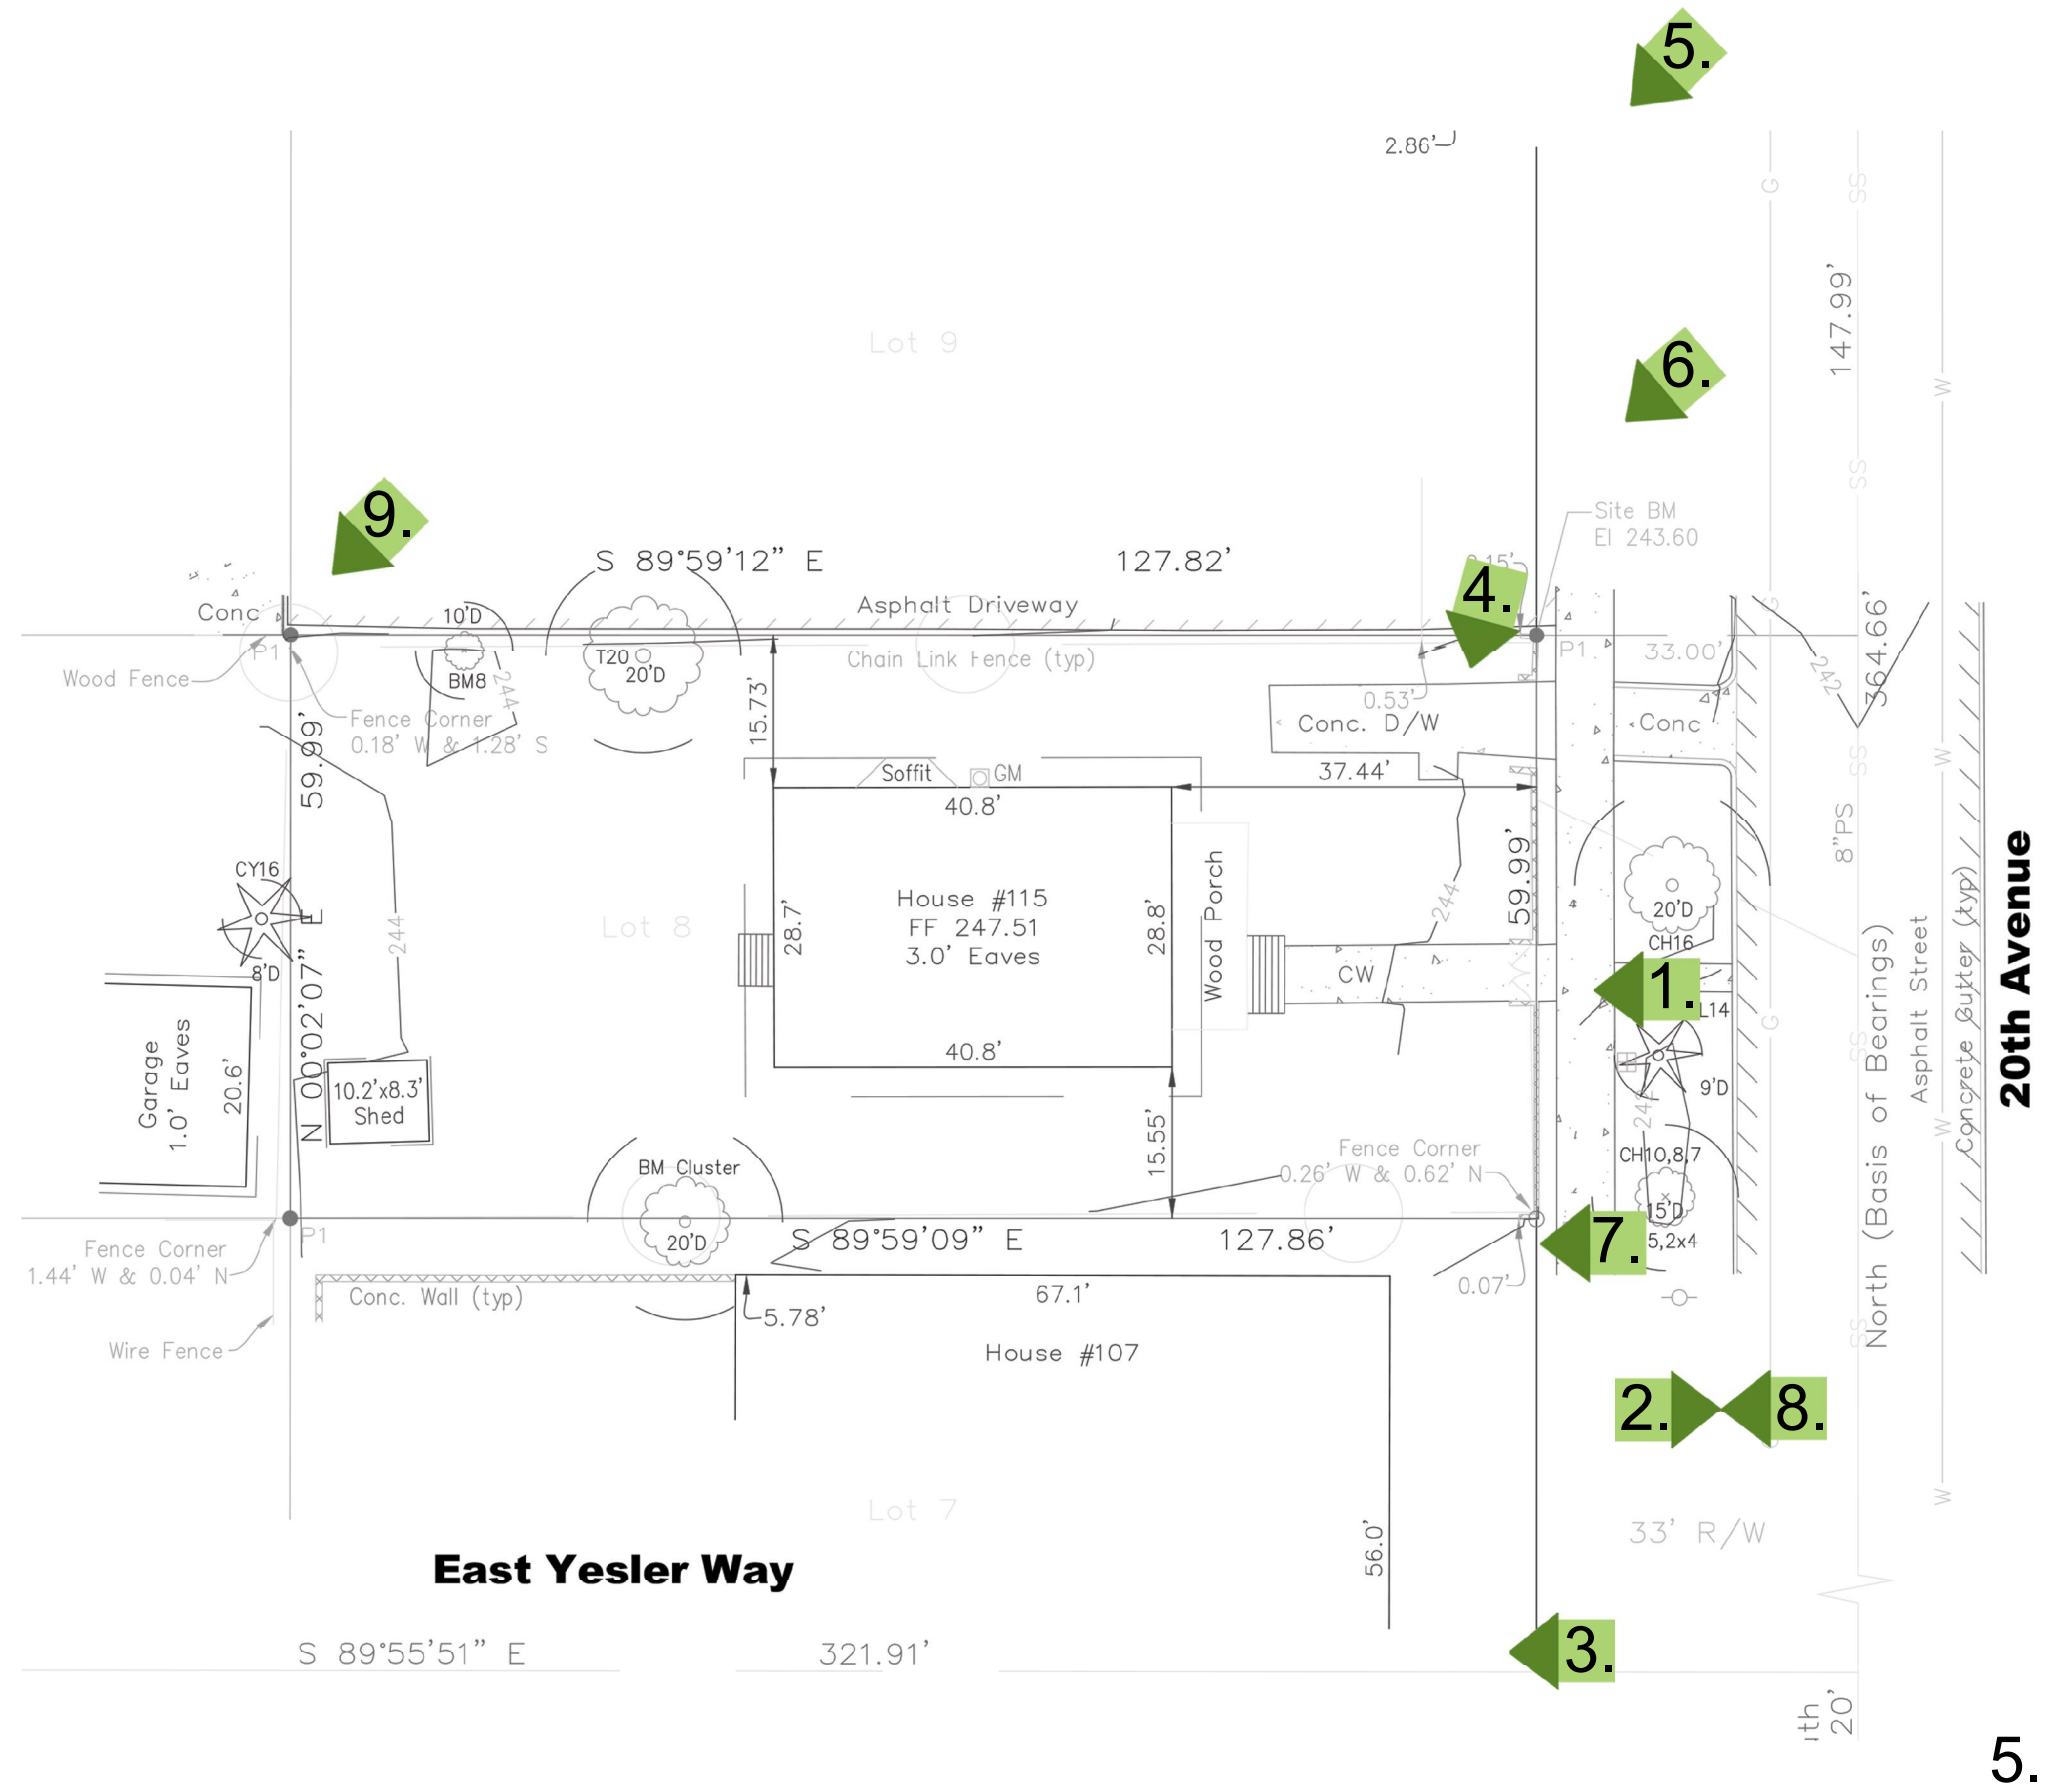 5.
2.86'
G
SS
147.99'
Lot 9
6.
W
SS
9.
Site BM
El 243.60
S 89°59'12" E
127.82'
4.
Conc
10'D
Asphalt Driveway
G
364.66'
P1
BM8
244
T20
20'D
Chain Link Fence (typ)
P1
33.00'
242
Wood Fence
Fence Corner
0.18' W & 1.28' S
15.73'
0.53'
Conc. D/W
Conc
59.99'
Soffit
GM
37.44'
SS
W
40.8'
8"PS
CY16
8'D
244
Lot 8
28.7'
House #115
FF 247.51
3.0' Eaves
28.8'
Wood Porch
244
59.99'
20'D
CH16
CW
1.
L14
G
SS
North (Basis of Bearings)
Asphalt Street
Concrete Gutter (typ)
20th Avenue
N 00°02'07" E
Garage
1.0' Eaves
20.6'
10.2'x8.3'
Shed
40.8'
9'D
W
15.55'
Fence Corner
0.26' W & 0.62' N
BM Cluster
CH10,8,7
15'D
P1
20'D
S 89°59'09" E
127.86'
7.
5,2x4
Fence Corner
1.44' W & 0.04' N
Conc. Wall (typ)
67.1'
0.07'
5.78'
Wire Fence
House #107
SS
2.
8.
Lot 7
W
33' R/W
56.0'
East Yesler Way
S 89°55'51" E
321.91'
3.
20'
5.